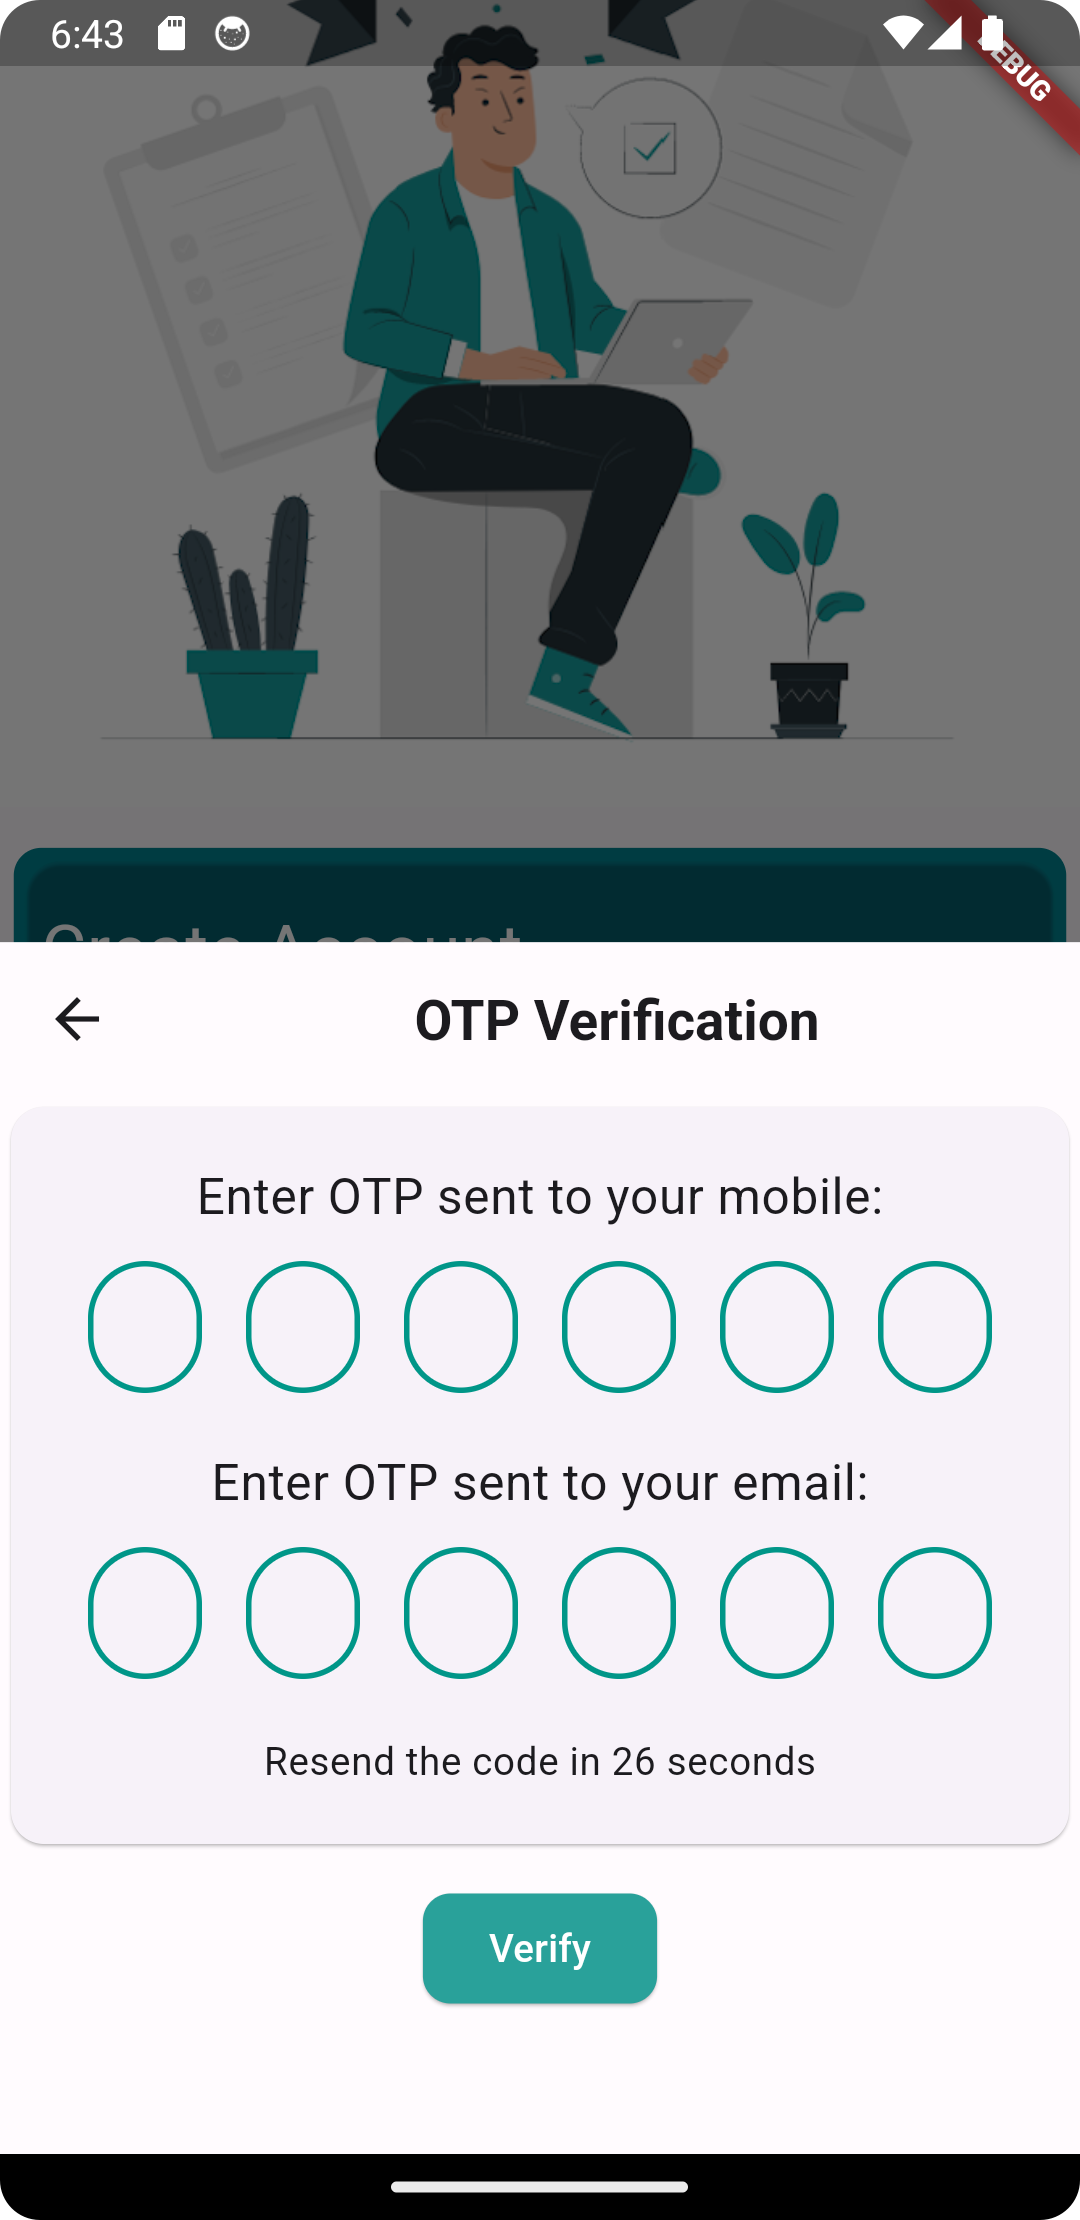 6:43
DEBUG
Create Account
OTP Verification
Enter OTP sent to your mobile:
Enter OTP sent to your email:
Resend the code in 26 seconds
Verify